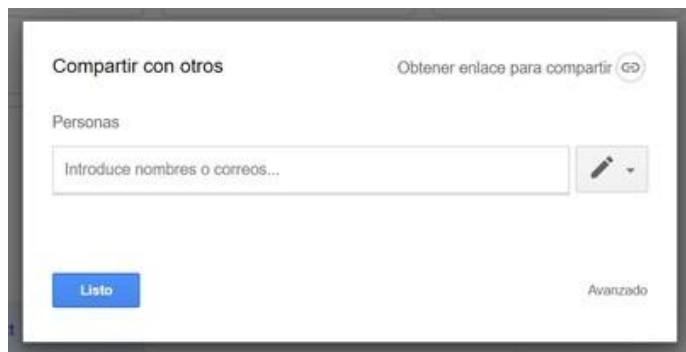 Compartir con otros
Obtener enlace para compartir
Personas
Introduce nombres o correos...
Listo
Avanzado